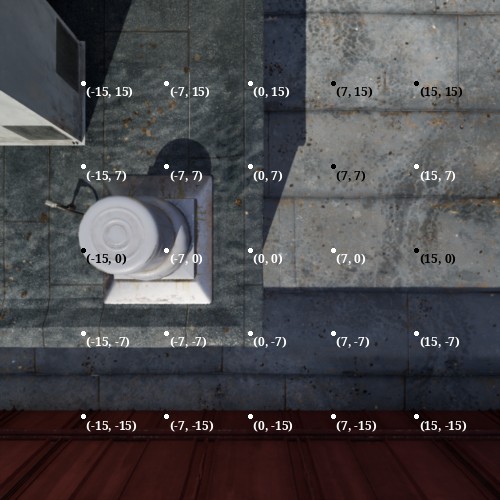 (-15, 15) (-7, 15) (0, 15) (7, 15) (15, 15)
(-15, 7) (-7, 7) (0, 7) (7, 7) (15, 7)
(-15, 0) (-7, 0) (0, 0) (7, 0) (15, 0)
(-15, -7) (-7, -7) (0, -7) (7, -7) (15, -7)
(-15, -15) (-7, -15) (0, -15) (7, -15) (15, -15)